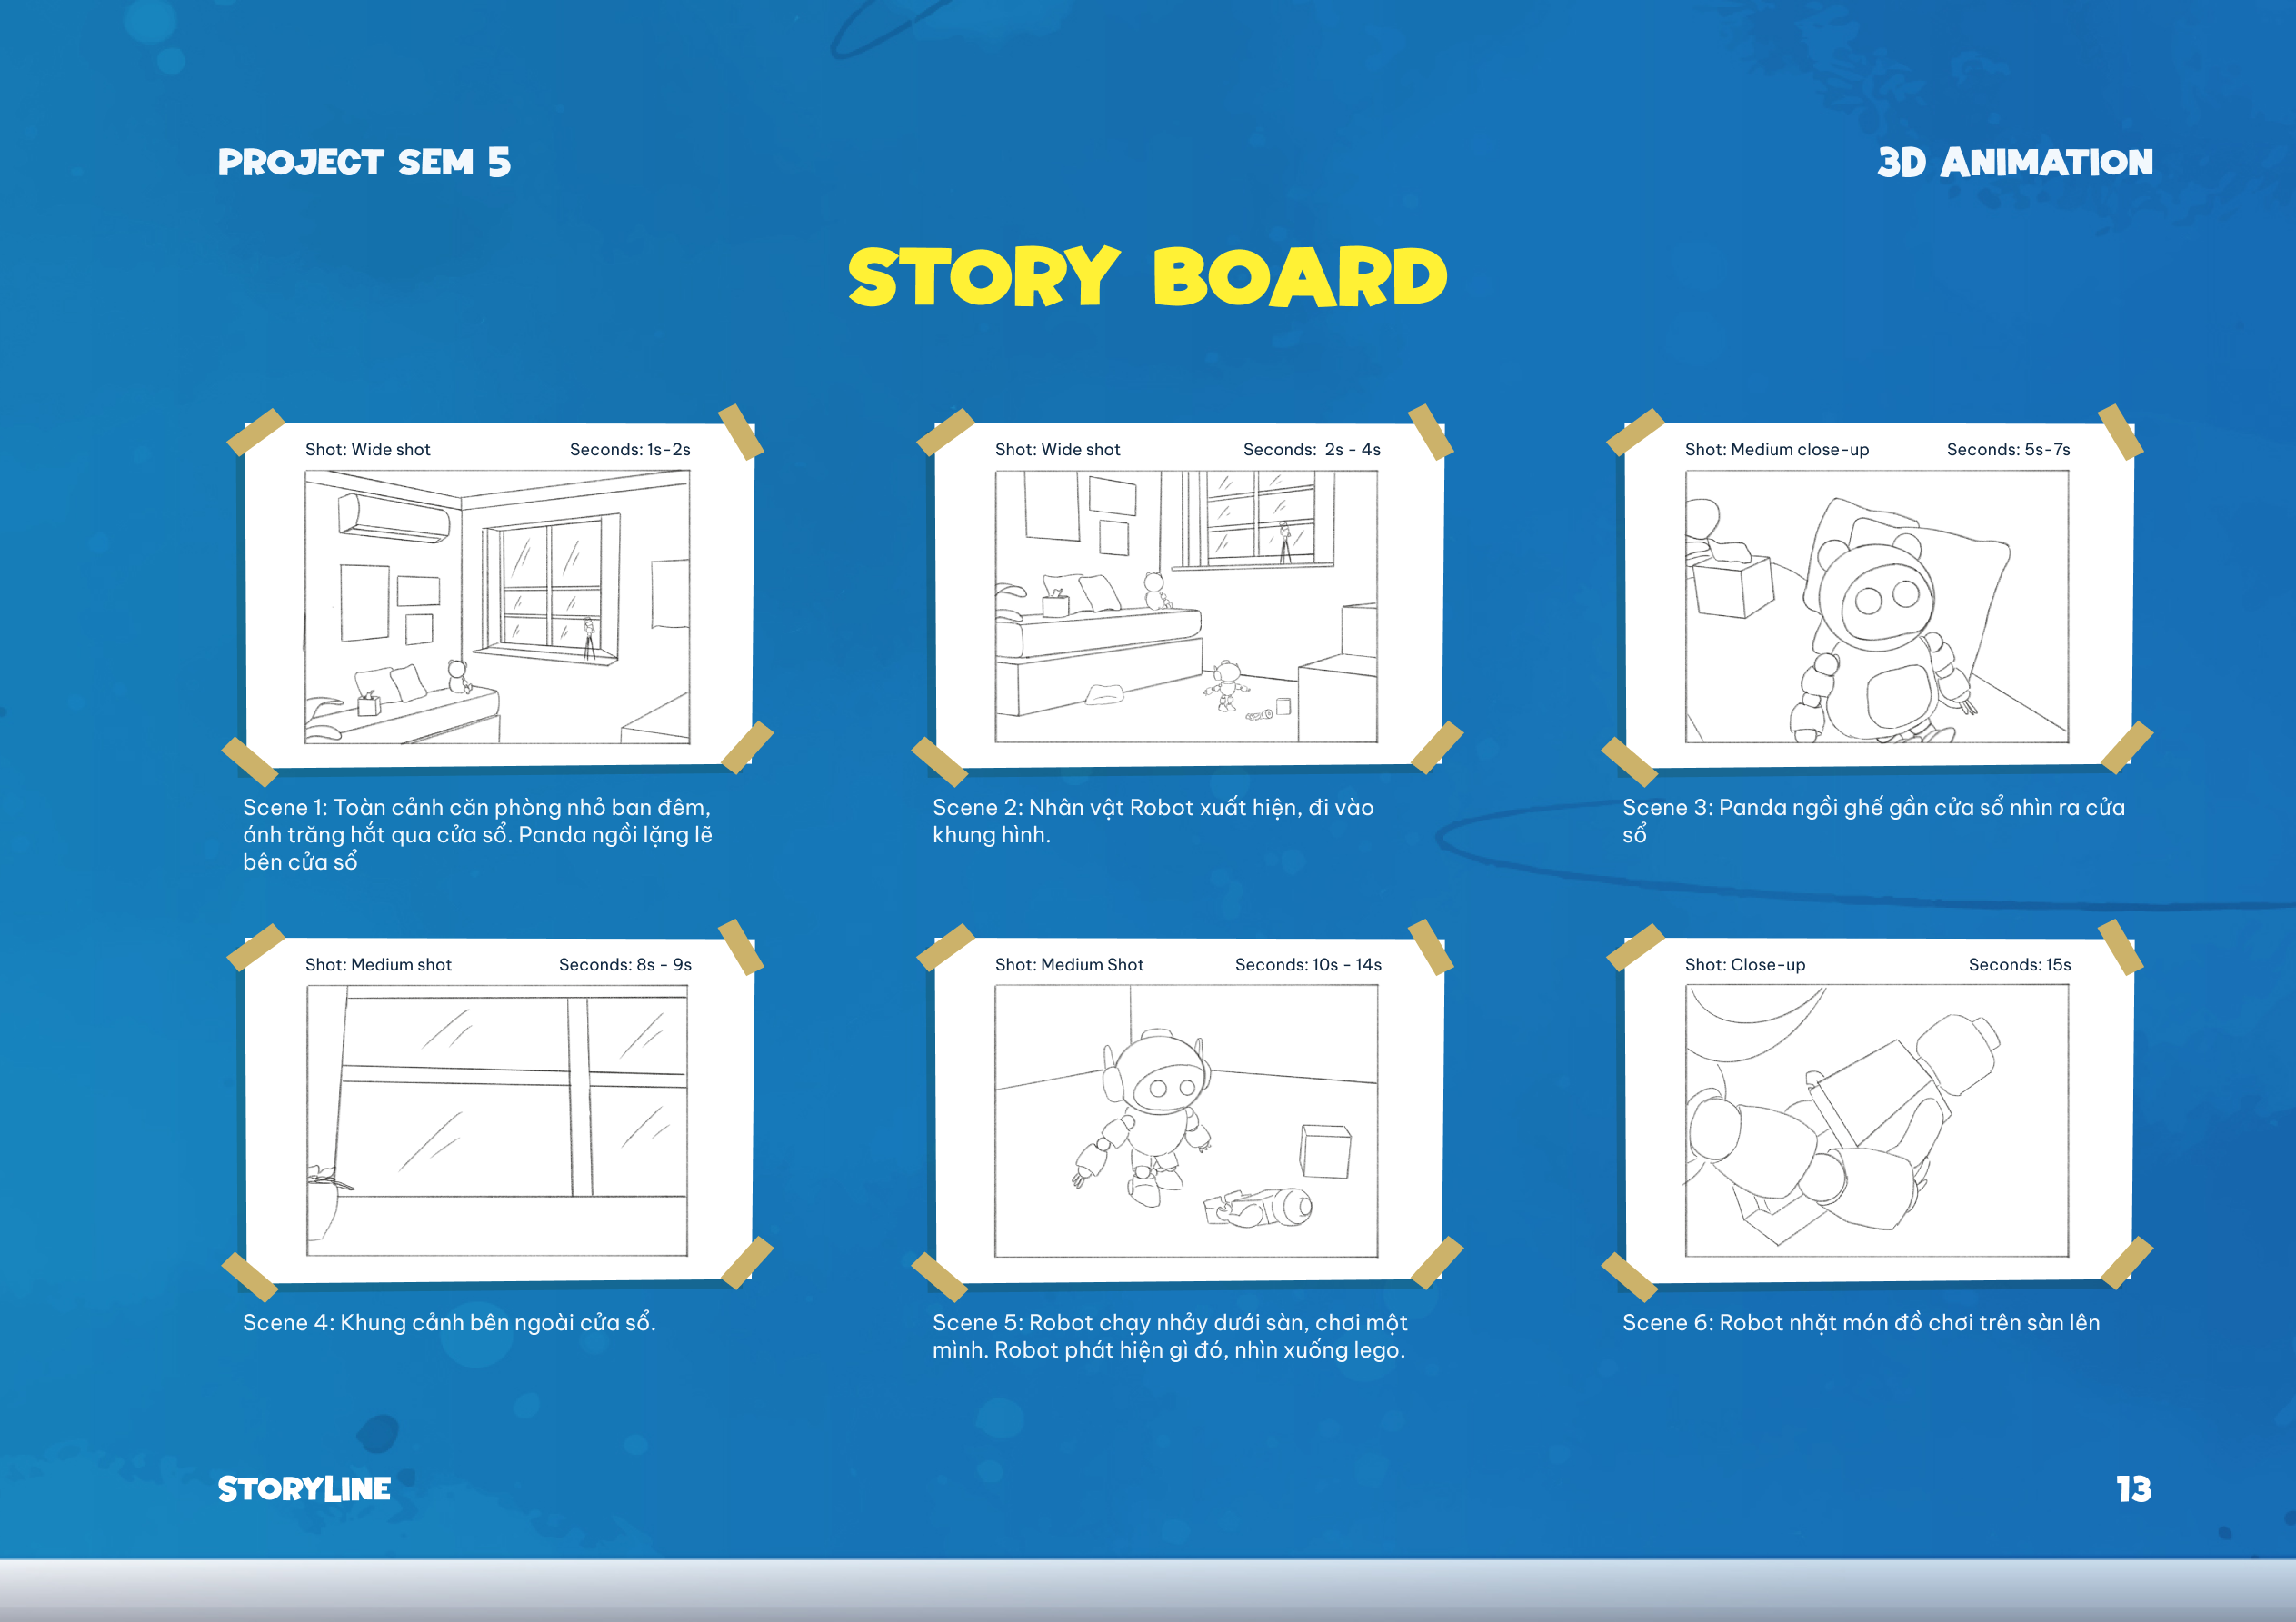 PROJECT SEM 5
3D ANIMATION
STORY BOARD
Shot: Wide shot
Seconds: 1s-2s
Scene 1: Toàn cảnh căn phòng nhỏ ban đêm,
ánh trăng hắt qua cửa sổ. Panda ngồi lặng lẽ
bên cửa sổ
Shot: Wide shot
Seconds: 2s - 4s
Scene 2: Nhân vật Robot xuất hiện, đi vào
khung hình.
Shot: Medium close-up
Seconds: 5s-7s
Scene 3: Panda ngồi ghế gần cửa sổ nhìn ra cửa
sổ
Shot: Medium shot
Seconds: 8s - 9s
Scene 4: Khung cảnh bên ngoài cửa sổ.
Shot: Medium Shot
Seconds: 10s - 14s
Scene 5: Robot chạy nhảy dưới sàn, chơi một
mình. Robot phát hiện gì đó, nhìn xuống lego.
Shot: Close-up
Seconds: 15s
Scene 6: Robot nhặt món đồ chơi trên sàn lên
STORYLINE
13